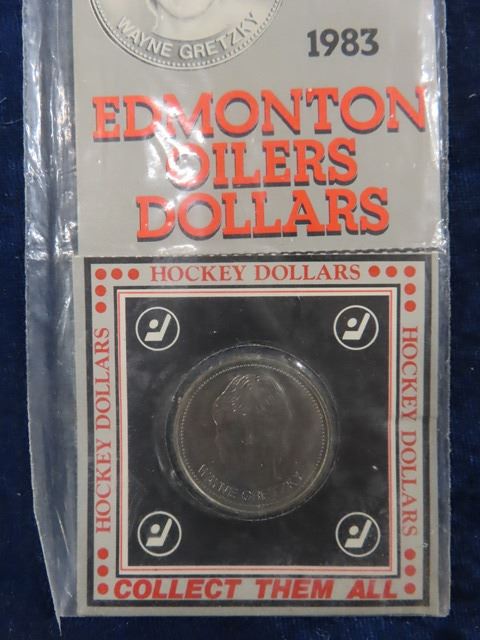 WAYNE GRETZKY
1983
EDMONTON
OILERS
DOLLARS
HOCKEY DOLLARS
HOCKEY DOLLARS
HOCKEY DOLLARS
WAYNE GRETZKY
COLLECT THEM ALL